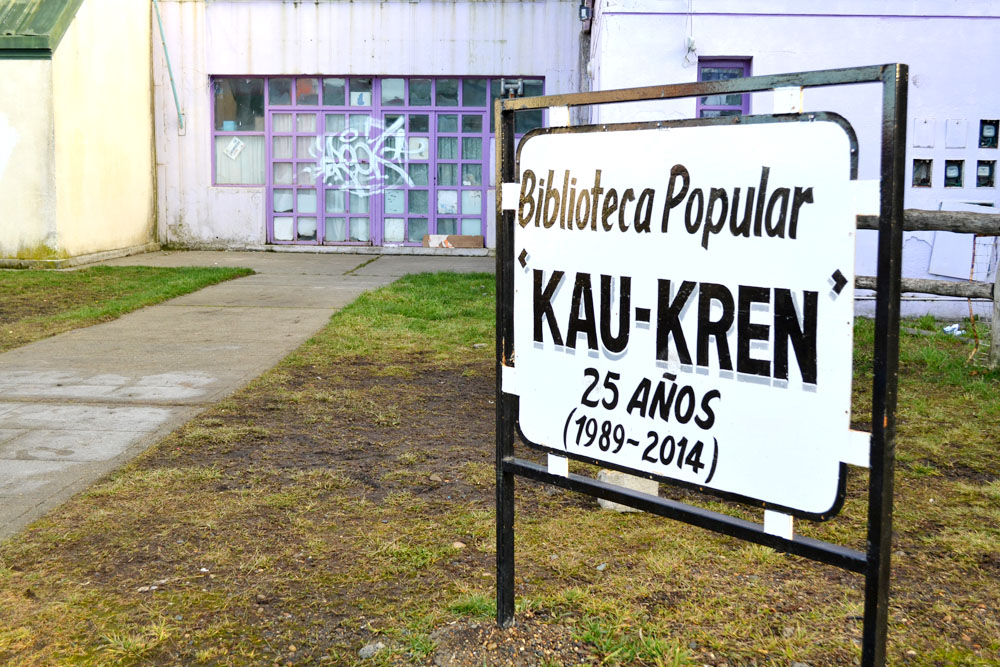 Biblioteca Popular
"KAU-KREN"
25 AÑOS
(1989-2014)